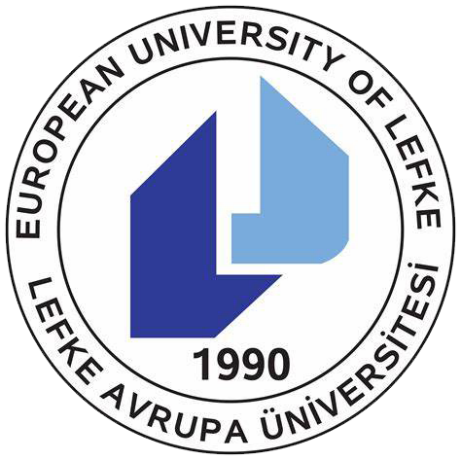 EUROPEAN UNIVERSITY OF LEFKE
1990
LEFKE AVRUPA ÜNİVERSİTESİ